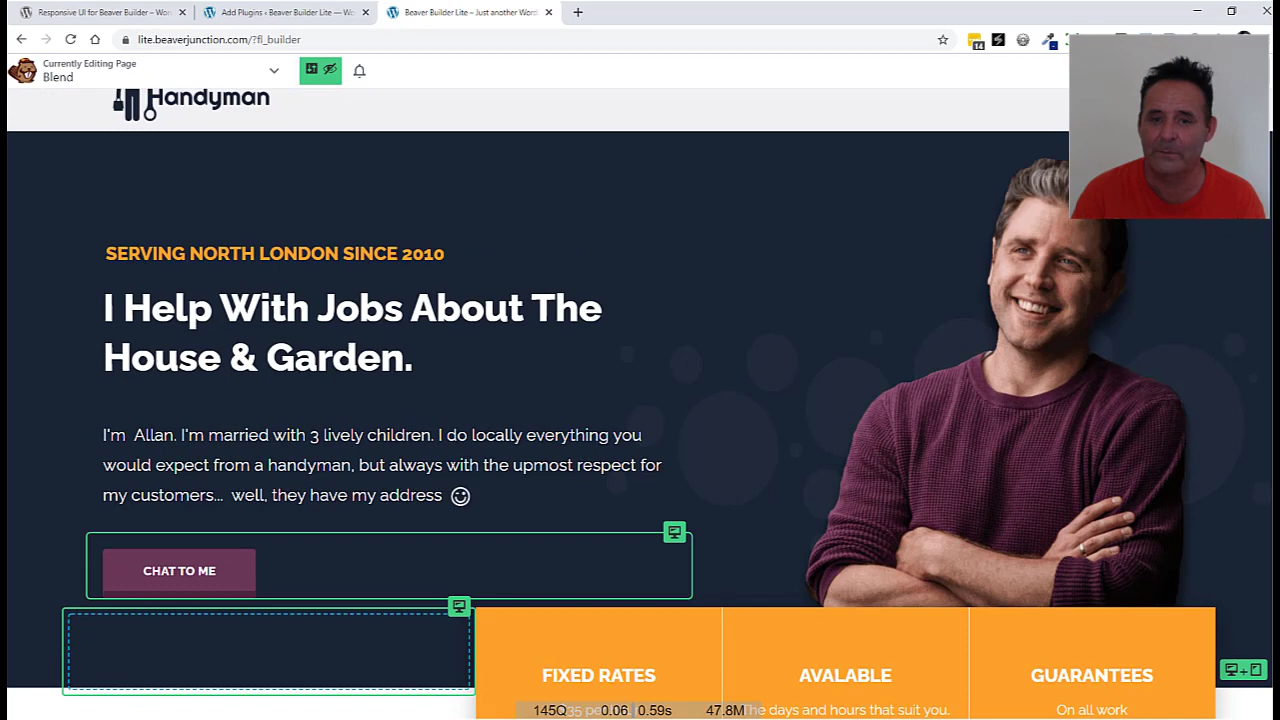 Responsive UI for Beaver Builder – Wor
Add Plugins ‹ Beaver Builder Lite — Wo
Beaver Builder Lite – Just another Word
lite.beaverjunction.com/?fl_builder
14
Currently Editing Page
Blend
Handyman
SERVING NORTH LONDON SINCE 2010
I Help With Jobs About The
House & Garden.
I'm Allan. I'm married with 3 lively children. I do locally everything you
would expect from a handyman, but always with the upmost respect for
my customers... well, they have my address
CHAT TO ME
FIXED RATES
AVALABLE
GUARANTEES
145Q 0.06 0.59s 47.8M
The days and hours that suit you.
On all work